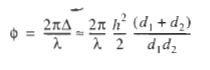 ϕ = 2πΔ/λ ≈ 2π/λ h²/2 (d₁ + d₂)/d₁d₂